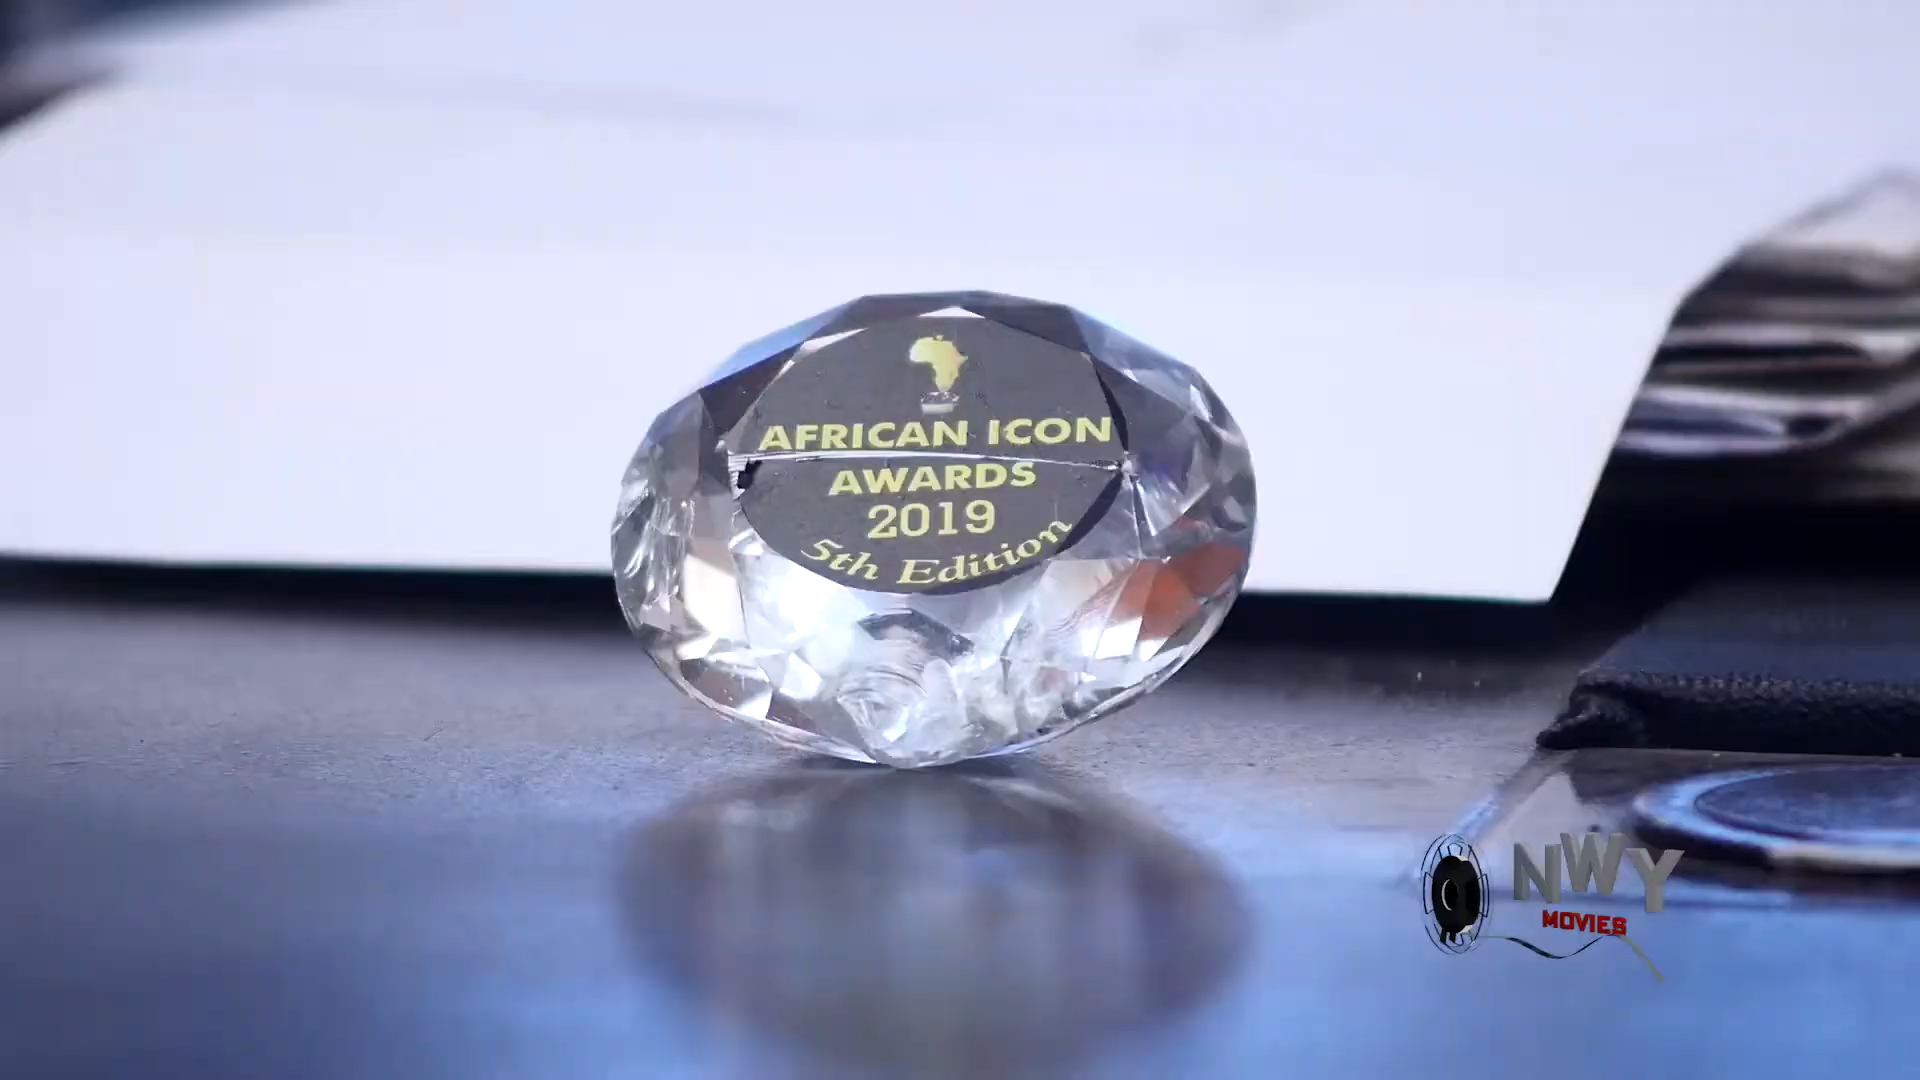 AFRICAN ICON
AWARDS
2019
5th Edition
NWY
MOVIES